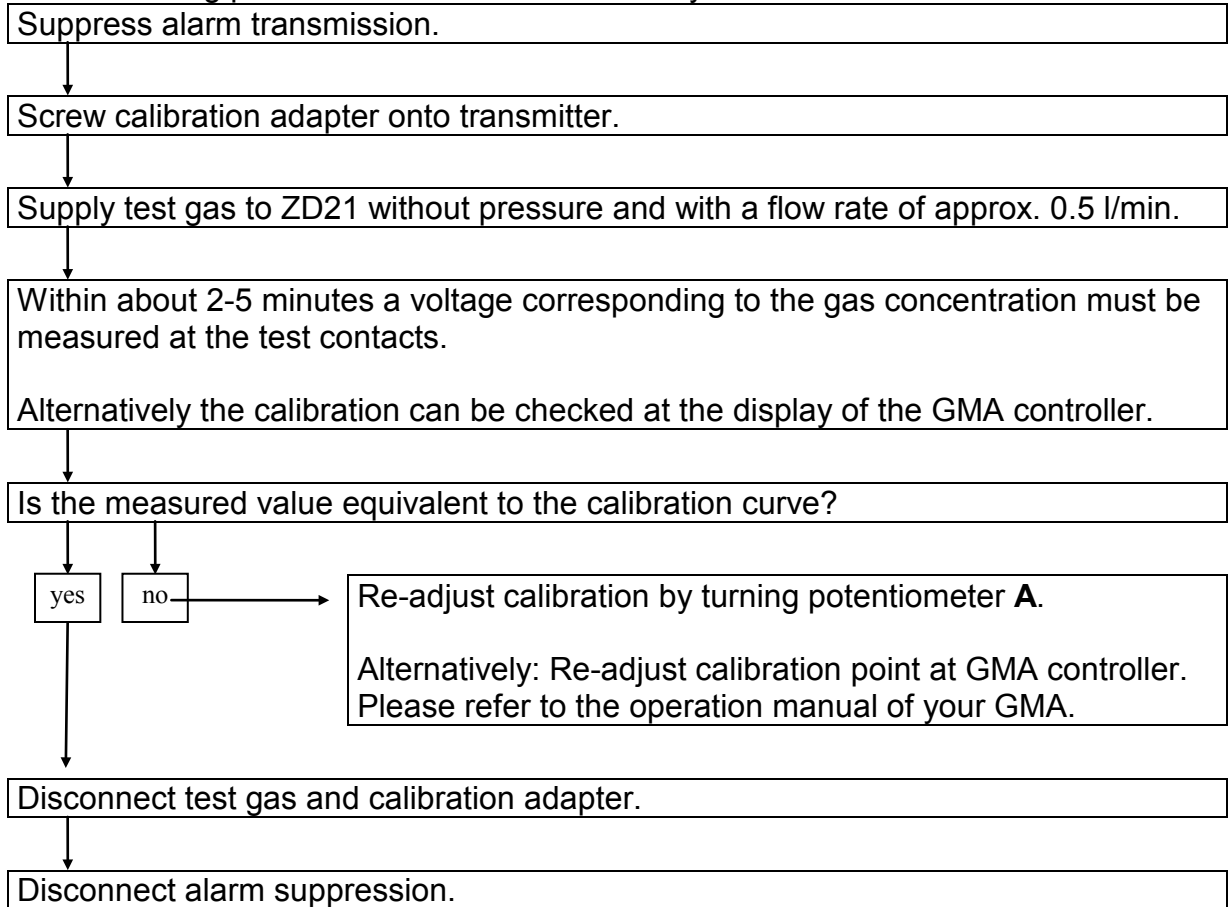 Suppress alarm transmission.
Screw calibration adapter onto transmitter.
Supply test gas to ZD21 without pressure and with a flow rate of approx. 0.5 l/min.
Within about 2-5 minutes a voltage corresponding to the gas concentration must be
measured at the test contacts.
Alternatively the calibration can be checked at the display of the GMA controller.
Is the measured value equivalent to the calibration curve?
yes
no
Re-adjust calibration by turning potentiometer A.
Alternatively: Re-adjust calibration point at GMA controller.
Please refer to the operation manual of your GMA.
Disconnect test gas and calibration adapter.
Disconnect alarm suppression.